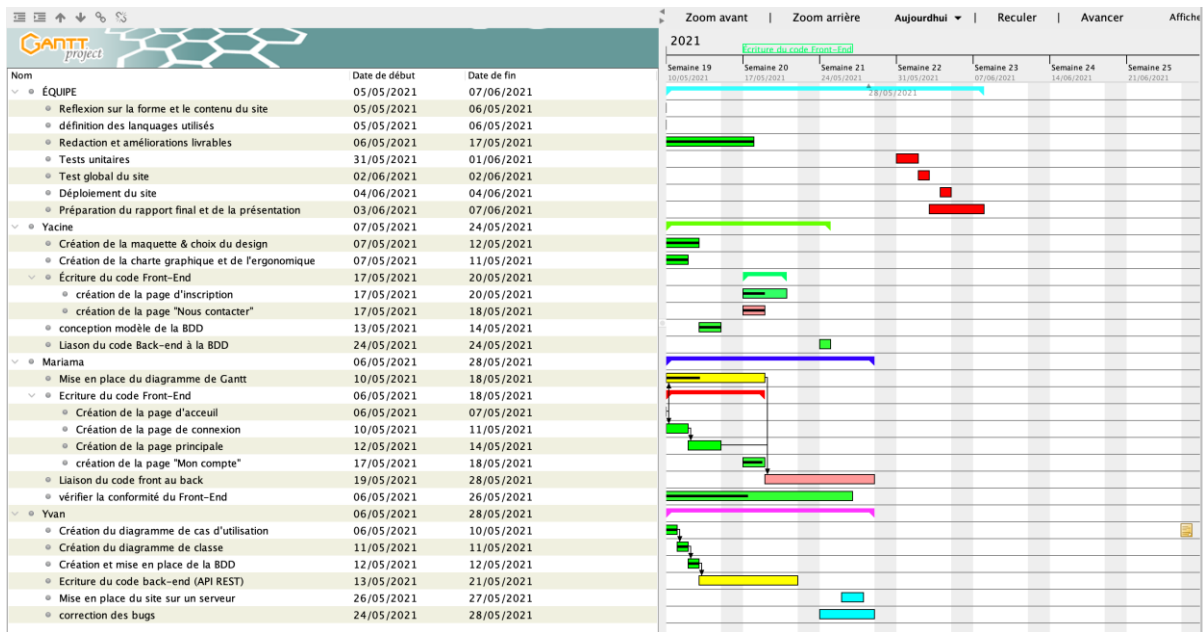 Zoom avant | Zoom arrière Aujourdhui ▾ | Reculer | Avancer Affiche
GANTT project
2021
Ecriture du code Front-End
Nom Date de début Date de fin
Semaine 19 Semaine 20 Semaine 21 Semaine 22 Semaine 23 Semaine 24 Semaine 25
10/05/2021 17/05/2021 24/05/2021 31/05/2021 07/06/2021 14/06/2021 21/06/2021
ÉQUIPE 05/05/2021 07/06/2021
28/05/2021
Reflexion sur la forme et le contenu du site 05/05/2021 06/05/2021
définition des languages utilisés 05/05/2021 06/05/2021
Redaction et améliorations livrables 06/05/2021 17/05/2021
Tests unitaires 31/05/2021 01/06/2021
Test global du site 02/06/2021 02/06/2021
Déploiement du site 04/06/2021 04/06/2021
Préparation du rapport final et de la présentation 03/06/2021 07/06/2021
Yacine 07/05/2021 24/05/2021
Création de la maquette & choix du design 07/05/2021 12/05/2021
Création de la charte graphique et de l'ergonomique 07/05/2021 11/05/2021
Écriture du code Front-End 17/05/2021 20/05/2021
création de la page d'inscription 17/05/2021 20/05/2021
création de la page "Nous contacter" 17/05/2021 18/05/2021
conception modèle de la BDD 13/05/2021 14/05/2021
Liason du code Back-end à la BDD 24/05/2021 24/05/2021
Mariama 06/05/2021 28/05/2021
Mise en place du diagramme de Gantt 10/05/2021 18/05/2021
Ecriture du code Front-End 06/05/2021 18/05/2021
Création de la page d'acceuil 06/05/2021 07/05/2021
Création de la page de connexion 10/05/2021 11/05/2021
Création de la page principale 12/05/2021 14/05/2021
création de la page "Mon compte" 17/05/2021 18/05/2021
Liaison du code front au back 19/05/2021 28/05/2021
vérifier la conformité du Front-End 06/05/2021 26/05/2021
Yvan 06/05/2021 28/05/2021
Création du diagramme de cas d'utilisation 06/05/2021 10/05/2021
Création du diagramme de classe 11/05/2021 11/05/2021
Création et mise en place de la BDD 12/05/2021 12/05/2021
Ecriture du code back-end (API REST) 13/05/2021 21/05/2021
Mise en place du site sur un serveur 26/05/2021 27/05/2021
correction des bugs 24/05/2021 28/05/2021